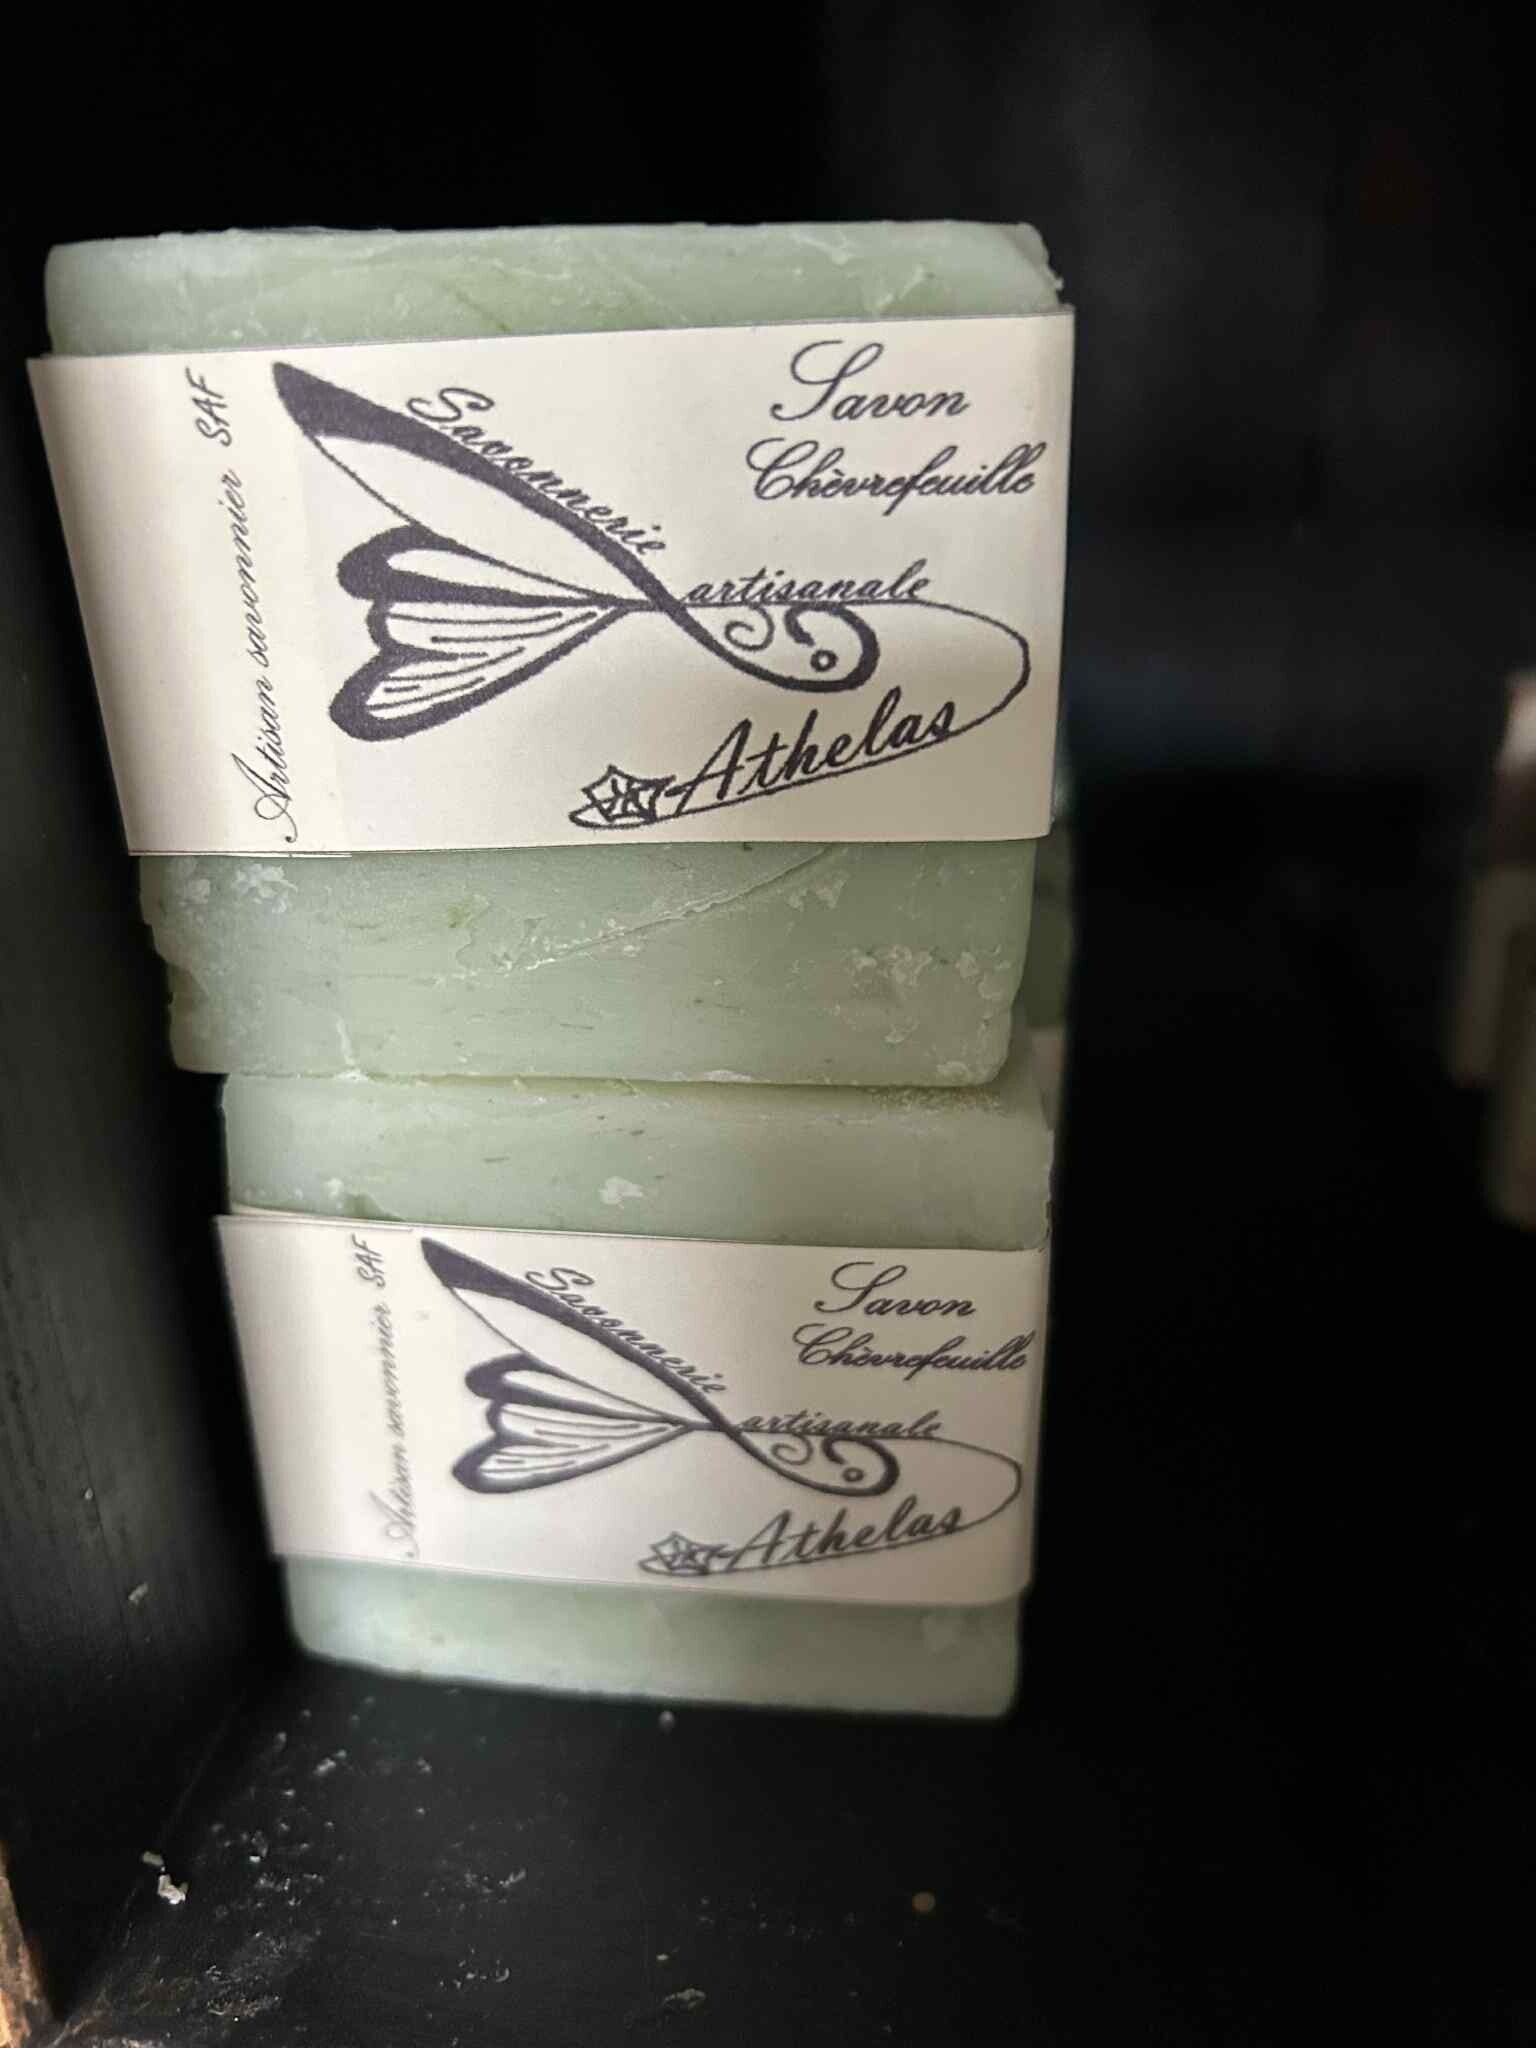 Artisan savonnier SAF
Savonnerie
artisanale
Athelas
Savon
Chèvrefeuille
Artisan savonnier SAF
Savonnerie
artisanale
Athelas
Savon
Chèvrefeuille